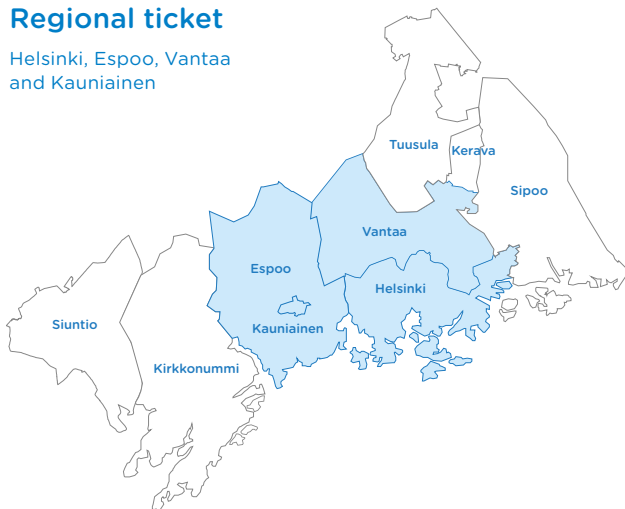 Regional ticket
Helsinki, Espoo, Vantaa
and Kauniainen
Tuusula
Kerava
Sipoo
Vantaa
Espoo
Helsinki
Siuntio
Kauniainen
Kirkkonummi